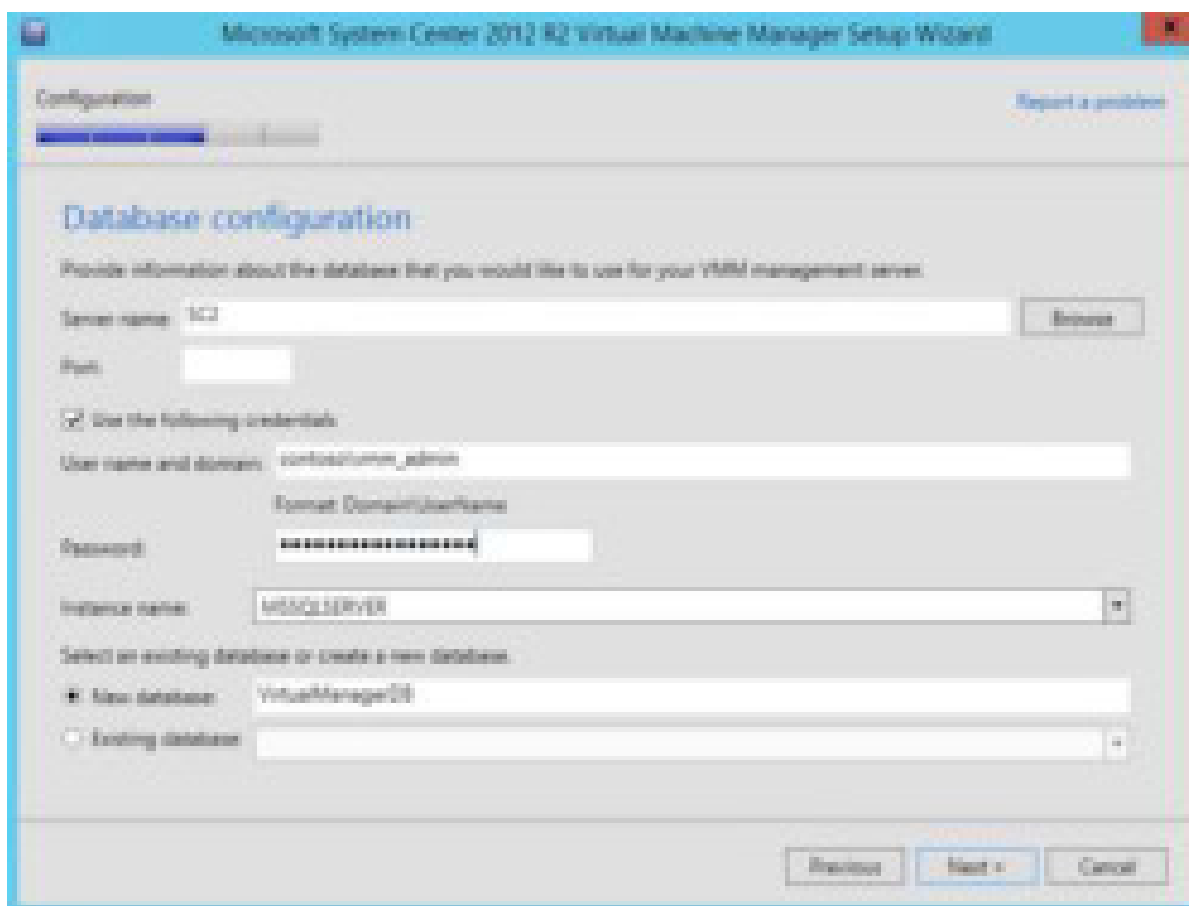 Microsoft System Center 2012 R2 Virtual Machine Manager Setup Wizard
Configuration
Report a problem
Database configuration
Provide information about the database that you would like to use for your VMM management server.
Server name: SC2
Browse
Port:
Use the following credentials
User name and domain: contoso\vmm_admin
Format: Domain\UserName
Password:
Instance name: MSSQLSERVER
Select an existing database or create a new database.
New database: VirtualManagerDB
Existing database:
Previous Next > Cancel